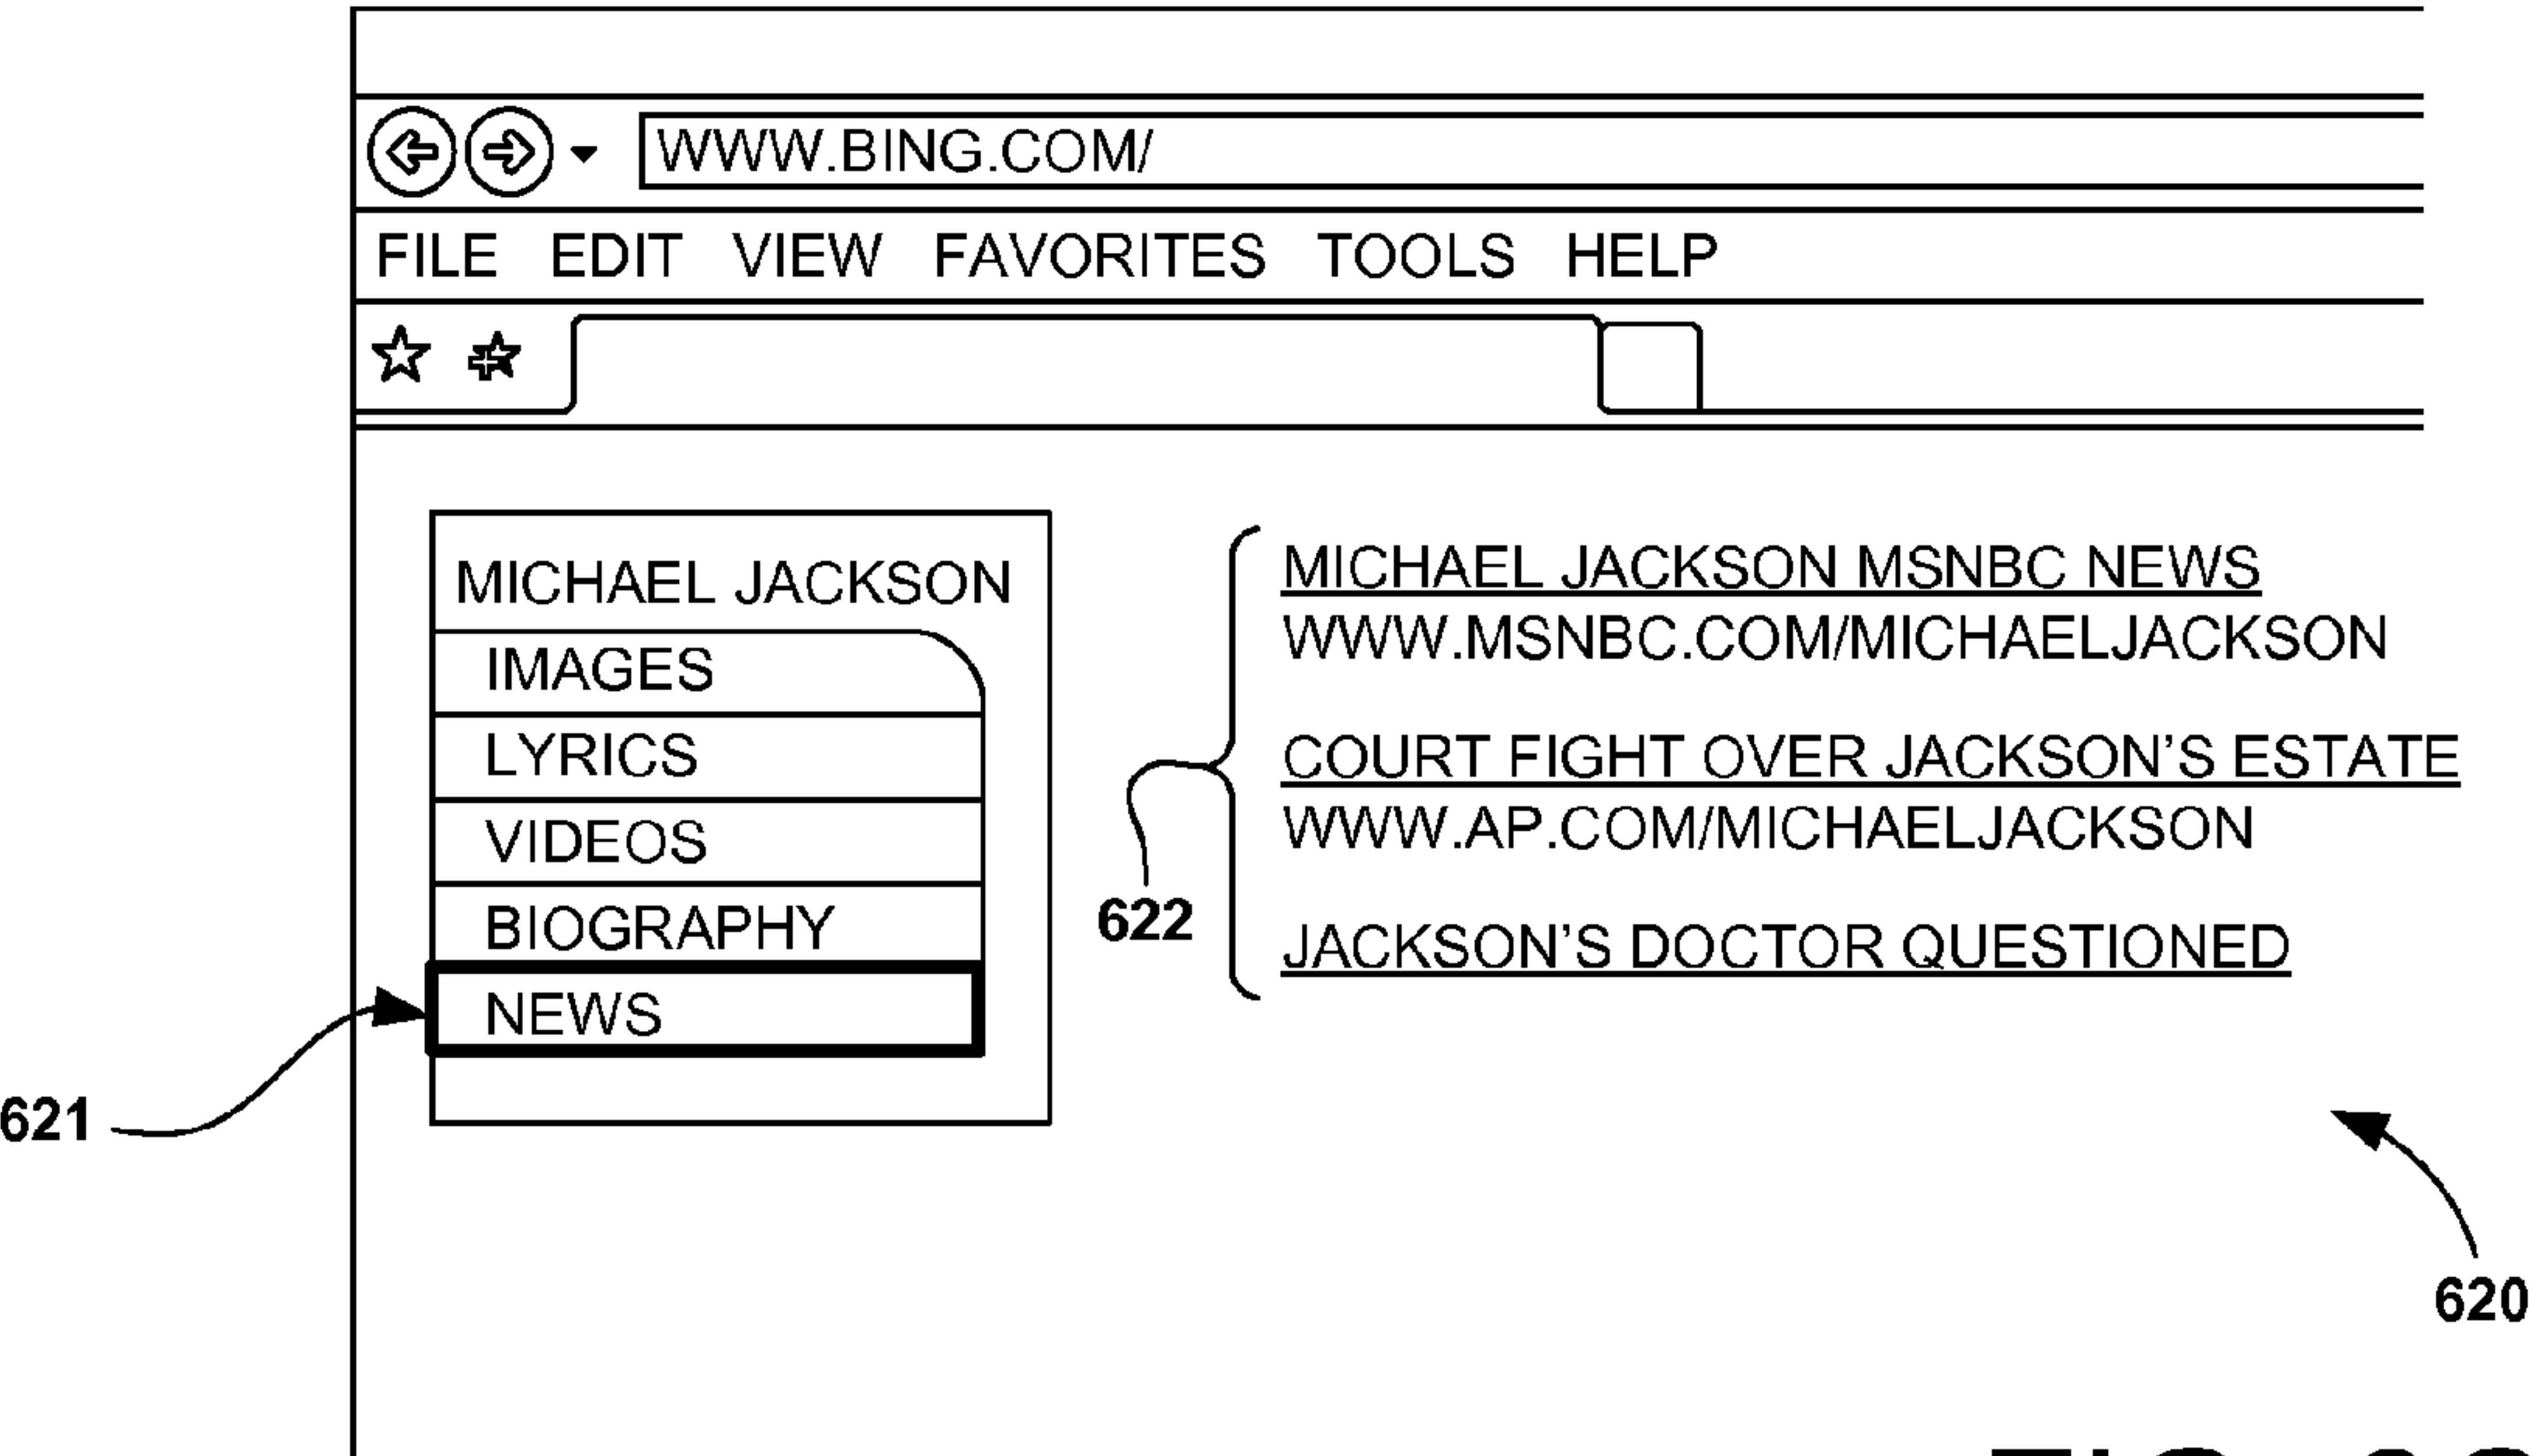 WWW.BING.COM/
FILE EDIT VIEW FAVORITES TOOLS HELP
MICHAEL JACKSON
IMAGES
LYRICS
VIDEOS
BIOGRAPHY
NEWS
621
MICHAEL JACKSON MSNBC NEWS
WWW.MSNBC.COM/MICHAELJACKSON
COURT FIGHT OVER JACKSON'S ESTATE
WWW.AP.COM/MICHAELJACKSON
JACKSON'S DOCTOR QUESTIONED
622
620